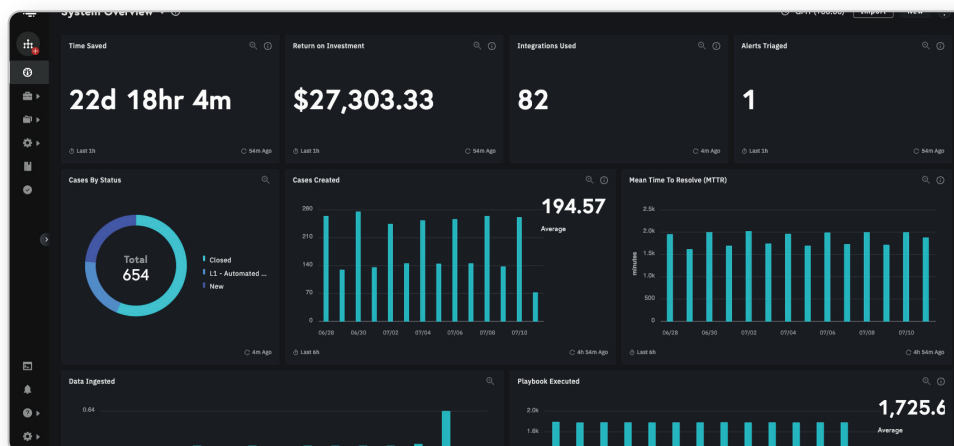 System Overview
Import
New
Time Saved
22d 18hr 4m
Last 1h
54m Ago
Return on Investment
$27,303.33
Last 1h
54m Ago
Integrations Used
82
4m Ago
Alerts Triaged
1
Last 1h
54m Ago
Cases By Status
Total
654
Closed
L1 - Automated ...
New
4m Ago
Cases Created
194.57
Average
280
210
140
70
0
06/28
06/30
07/02
07/04
07/06
07/08
07/10
Last 6h
4h 54m Ago
Mean Time To Resolve (MTTR)
minutes
2.5k
2.0k
1.5k
1.0k
500
0
06/28
06/30
07/02
07/04
07/06
07/08
07/10
Last 6h
4h 54m Ago
Data Ingested
0.64
Playbook Executed
1,725.6
Average
2.0k
1.6k